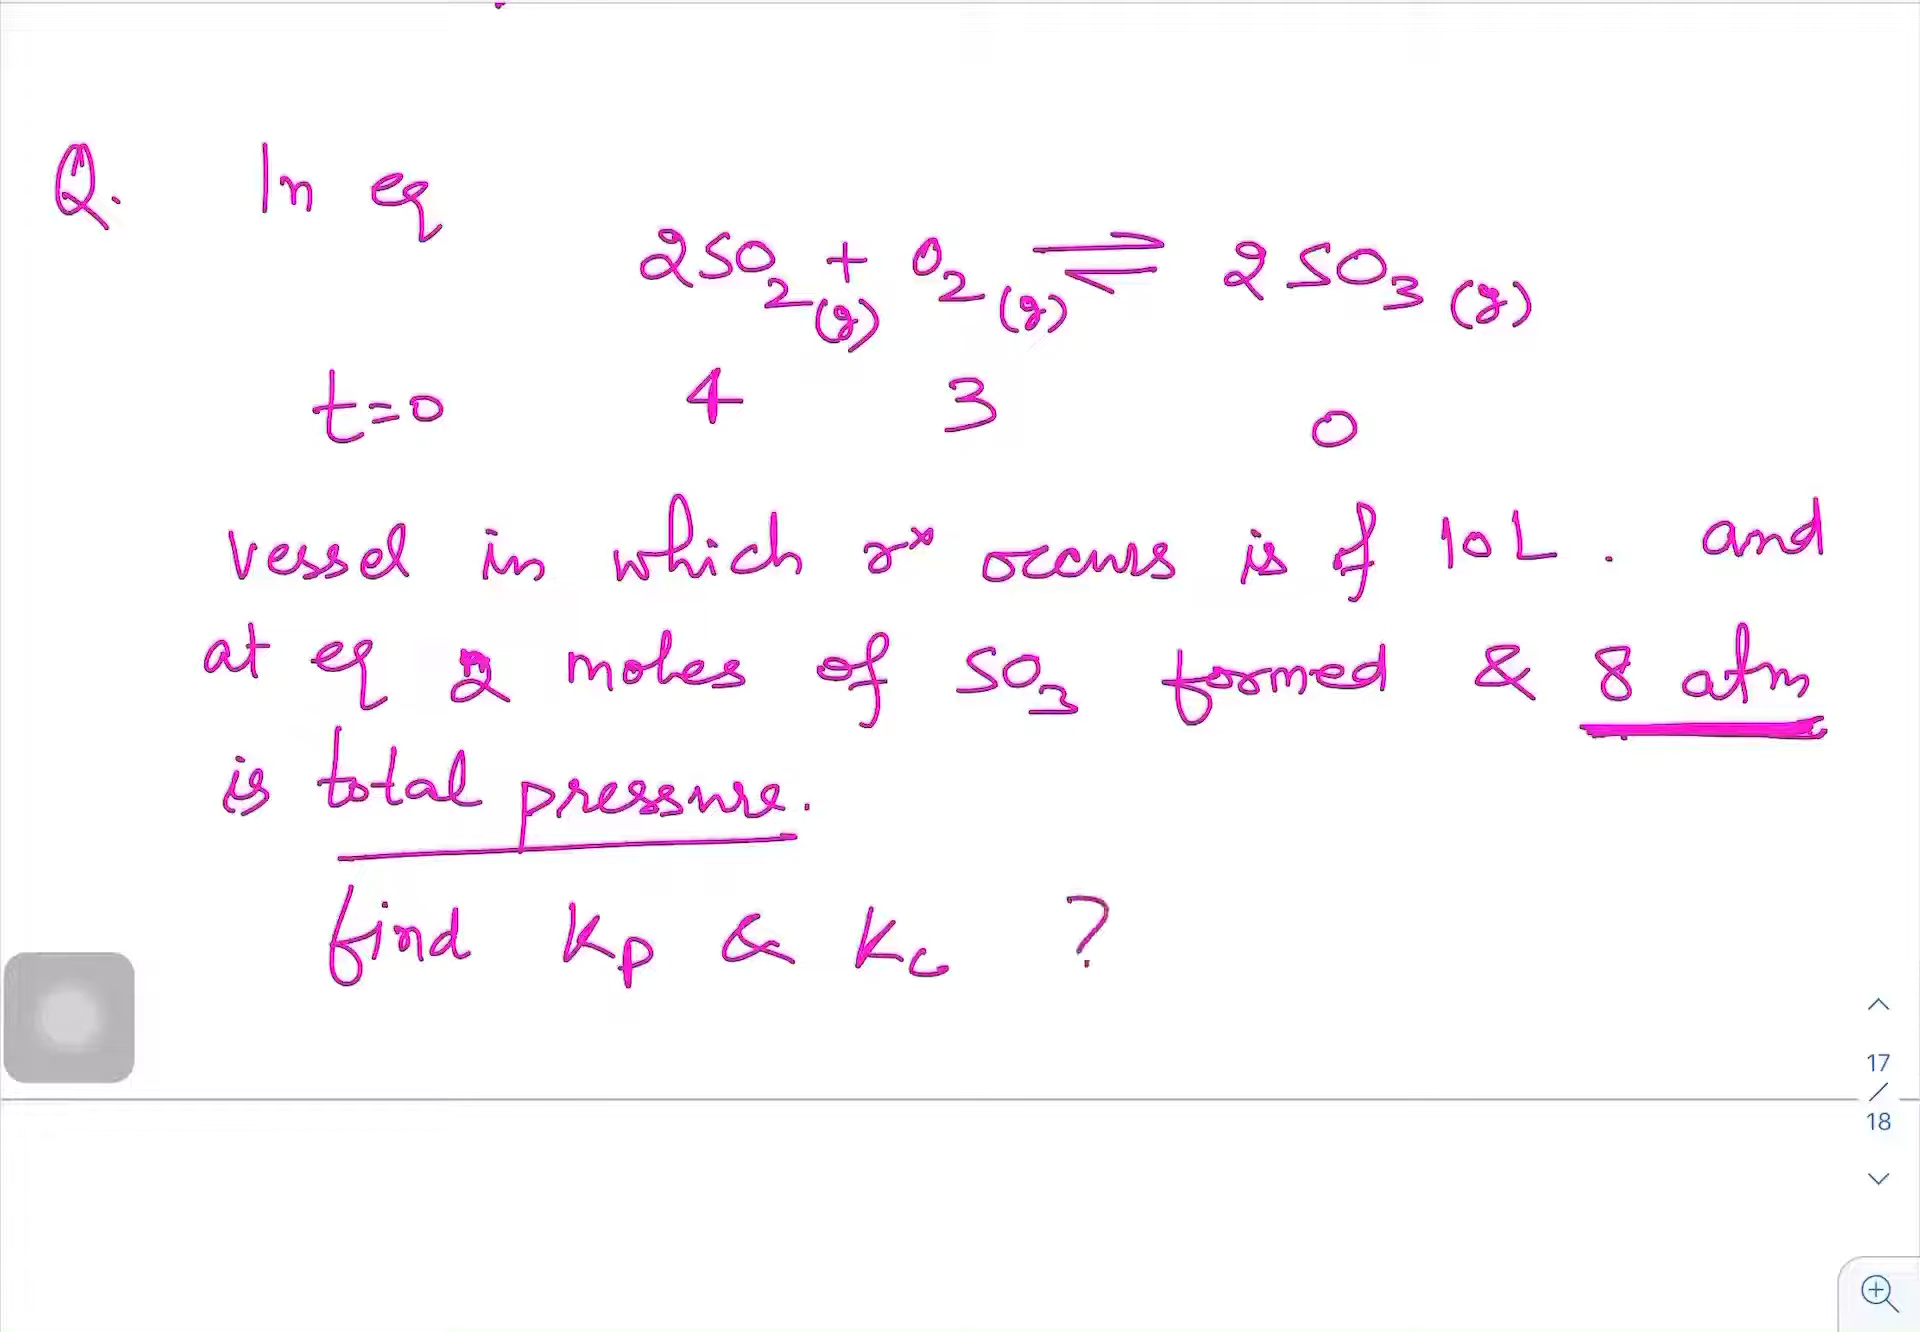 Q. In eq
2SO₂(g) + O₂(g) ⇌ 2SO₃(g)
t=0 4 3 0
vessel in which rˣ occurs is of 10L. and
at eq 2 moles of SO₃ formed & 8 atm
is total pressure.
find Kp & Kc ?
17
/
18